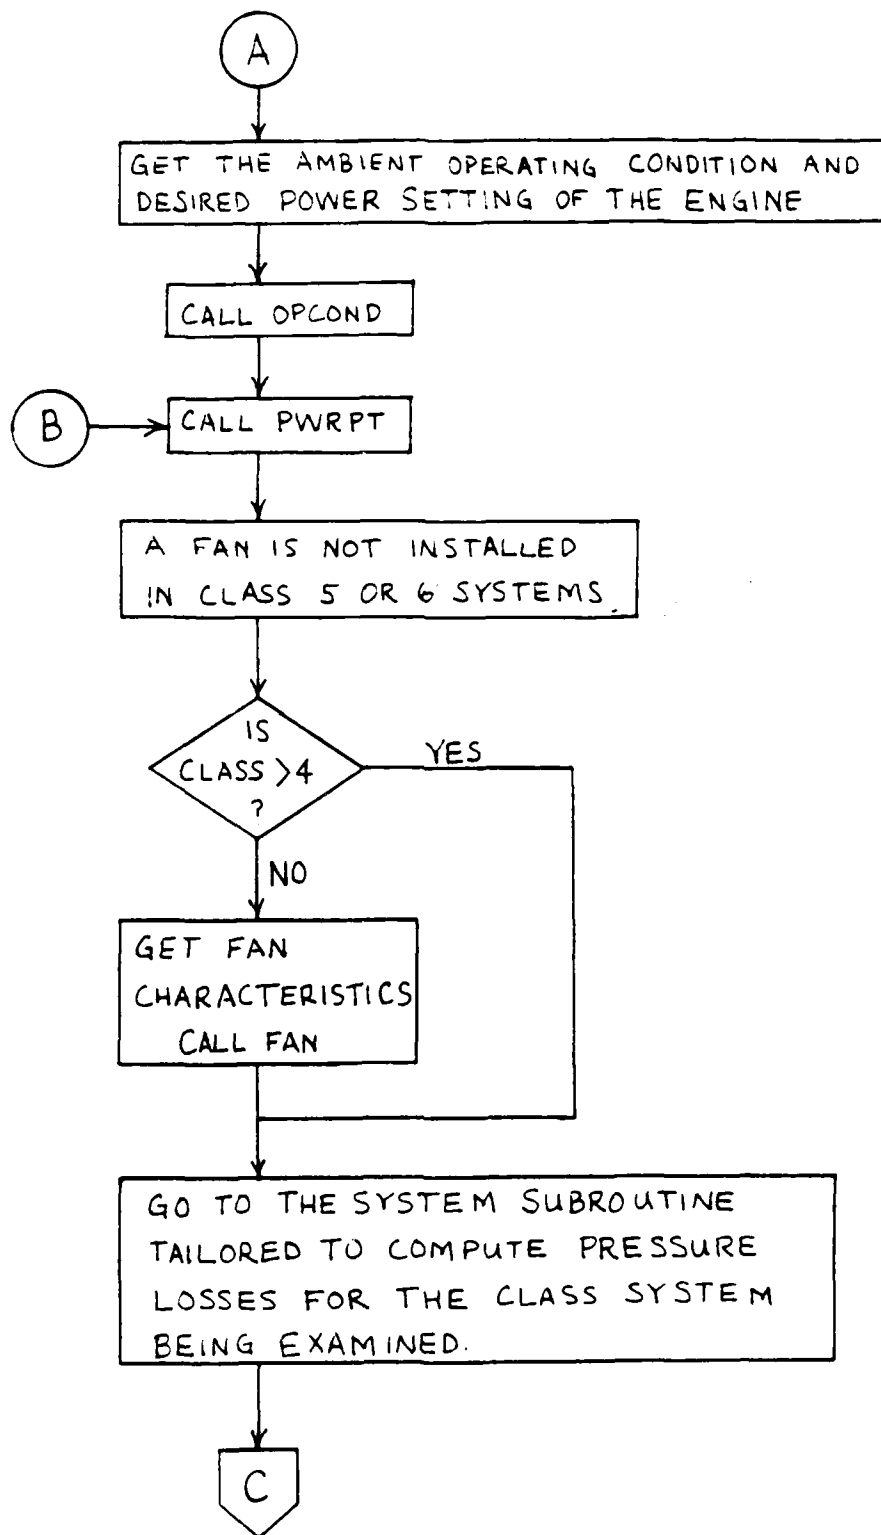 A
GET THE AMBIENT OPERATING CONDITION AND
DESIRED POWER SETTING OF THE ENGINE
CALL OPCOND
B
CALL PWRPT
A FAN IS NOT INSTALLED
IN CLASS 5 OR 6 SYSTEMS.
IS
CLASS >4
?
YES
NO
GET FAN
CHARACTERISTICS
CALL FAN
GO TO THE SYSTEM SUBROUTINE
TAILORED TO COMPUTE PRESSURE
LOSSES FOR THE CLASS SYSTEM
BEING EXAMINED.
C